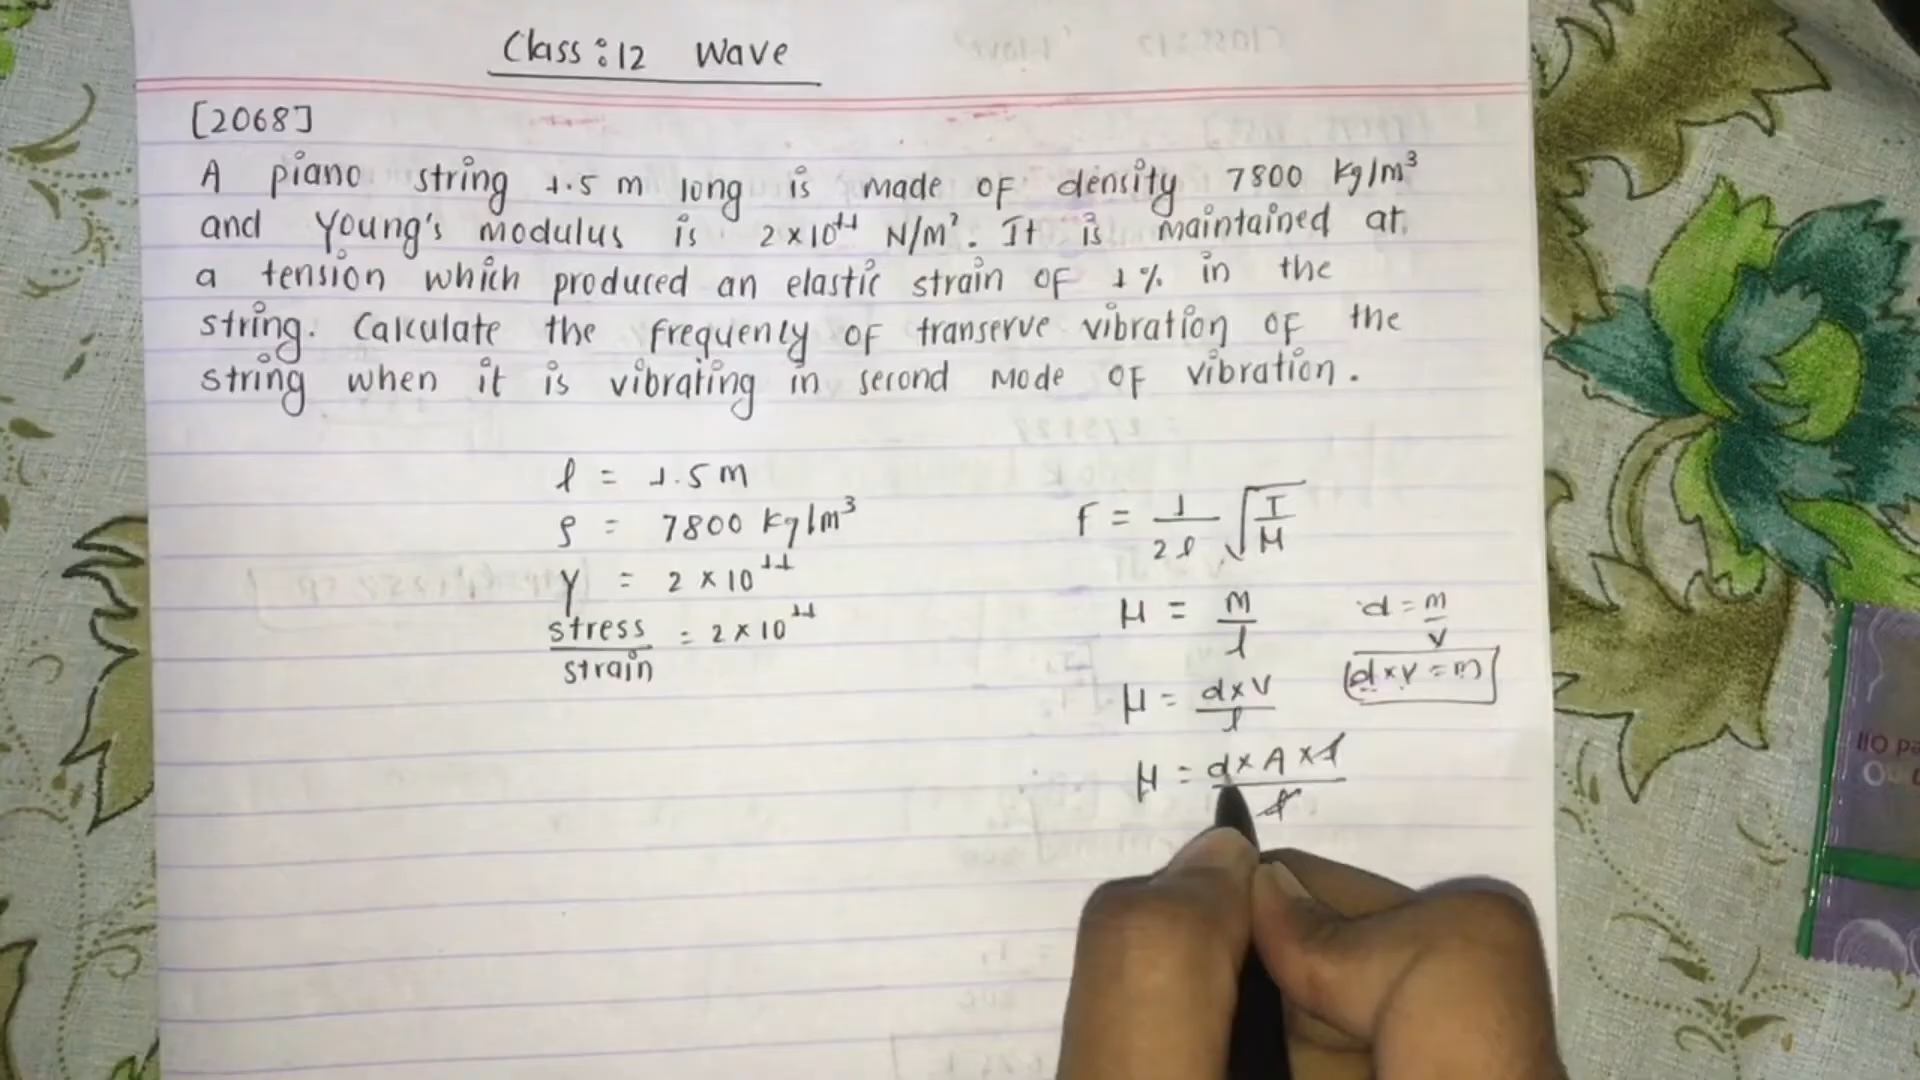 Class:12 Wave
[2068]
A piano string 1.5 m long is made of density 7800 kg/m³
and Young's modulus is 2×10¹¹ N/m². It is maintained at
a tension which produced an elastic strain of 1% in the
string. Calculate the frequency of transerve vibration of the
string when it is vibrating in second mode of vibration.
l = 1.5 m
ρ = 7800 kg/m³
Y = 2 × 10¹¹
stress/strain = 2 × 10¹¹
f = 1/2l √T/μ
μ = m/l
d = m/v
μ = d×V/l
d×v = m
μ = d×A×l/l